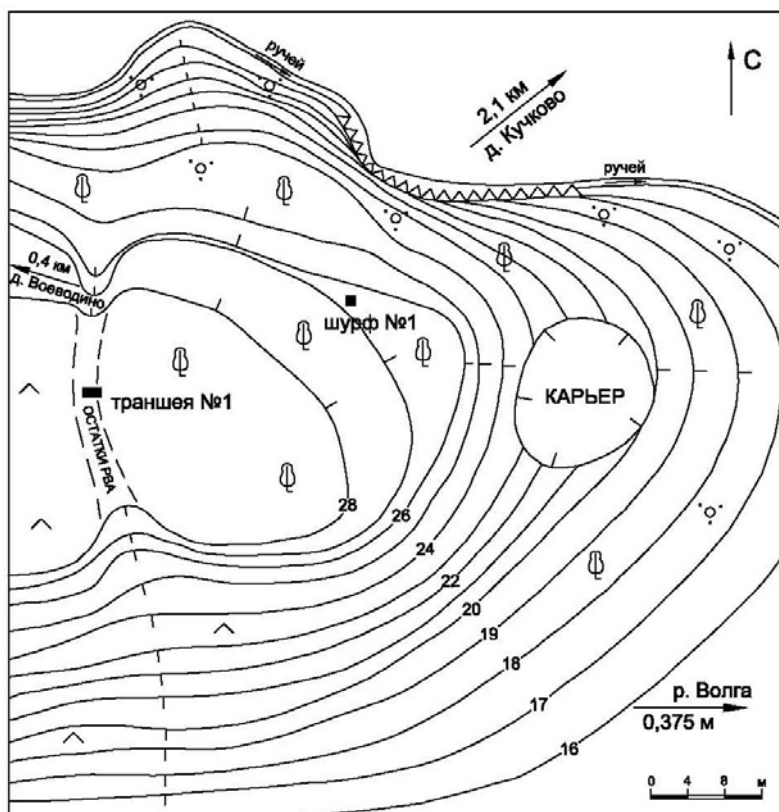 ручей
С
2,1 км
д. Кучково
ручей
0,4 км
д. Воеводино
шурф №1
траншея №1
КАРЬЕР
ОСТАТКИ РВА
28
26
24
22
20
19
18
17
16
р. Волга
0,375 м
0 4 8 м